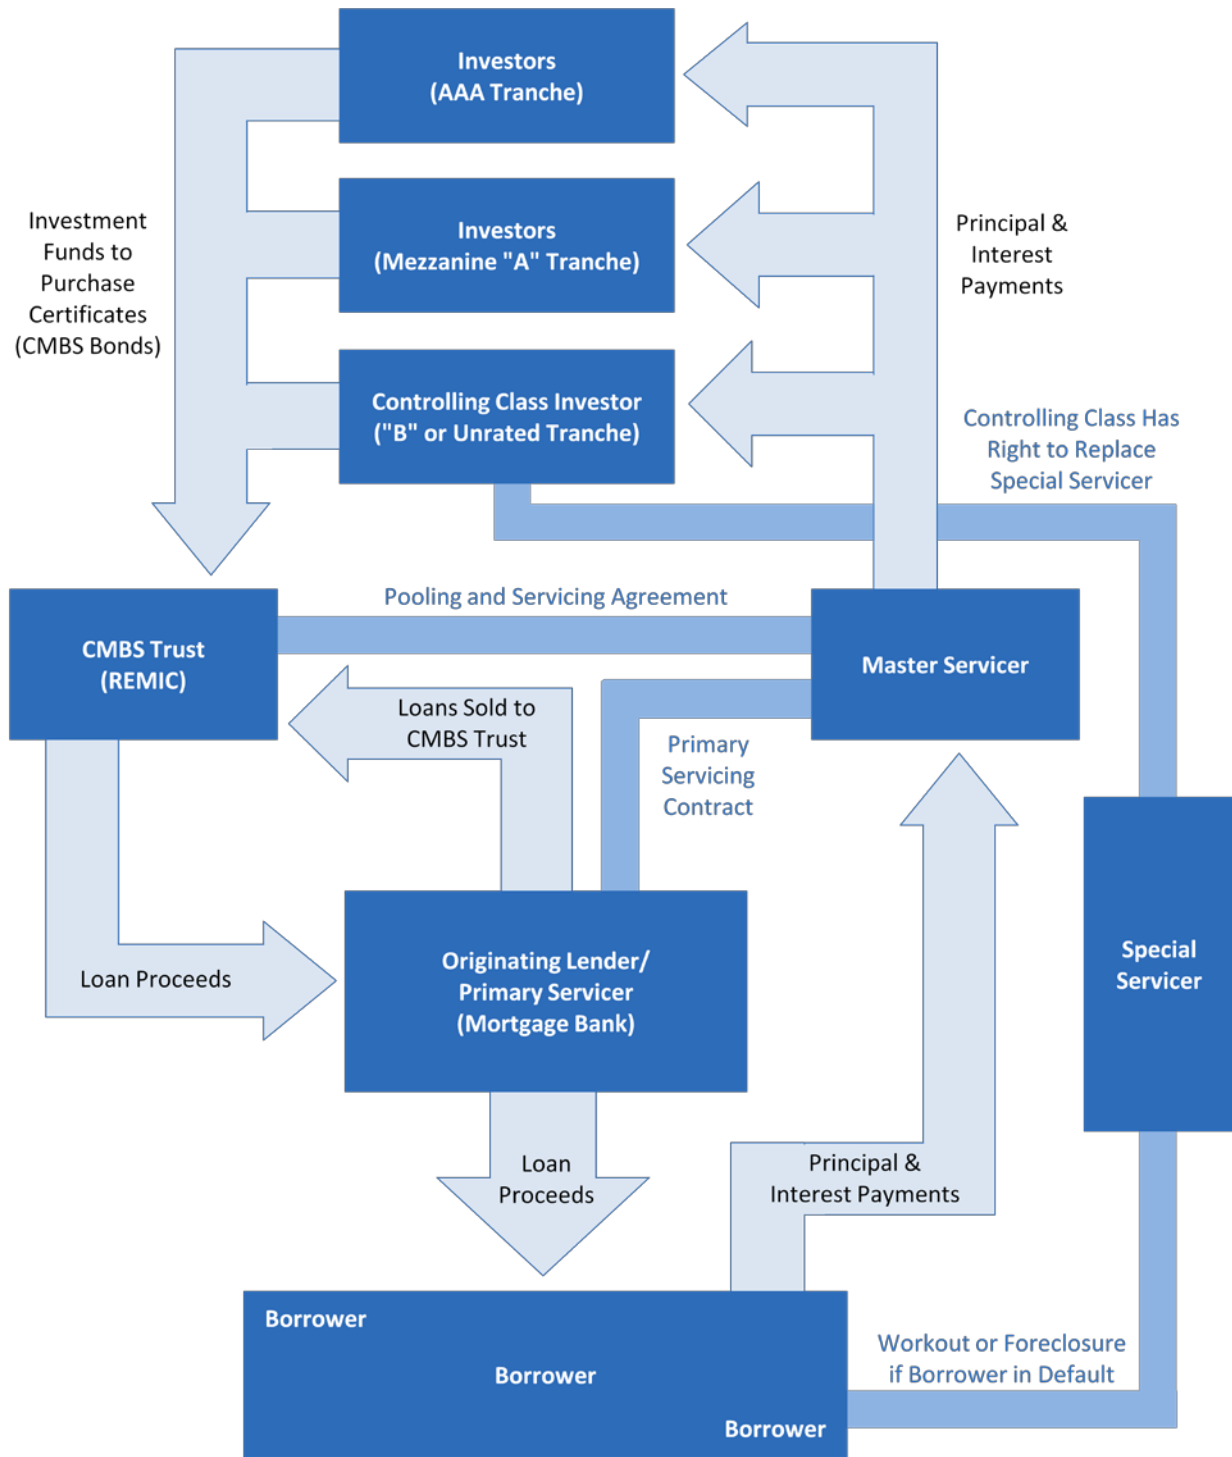 Investors
(AAA Tranche)
Investment
Funds to
Purchase
Certificates
(CMBS Bonds)
Investors
(Mezzanine "A" Tranche)
Principal &
Interest
Payments
Controlling Class Investor
("B" or Unrated Tranche)
Controlling Class Has
Right to Replace
Special Servicer
Pooling and Servicing Agreement
CMBS Trust
(REMIC)
Master Servicer
Loans Sold to
CMBS Trust
Primary
Servicing
Contract
Loan Proceeds
Originating Lender/
Primary Servicer
(Mortgage Bank)
Special
Servicer
Loan
Proceeds
Principal &
Interest Payments
Borrower
Borrower
Borrower
Workout or Foreclosure
if Borrower in Default